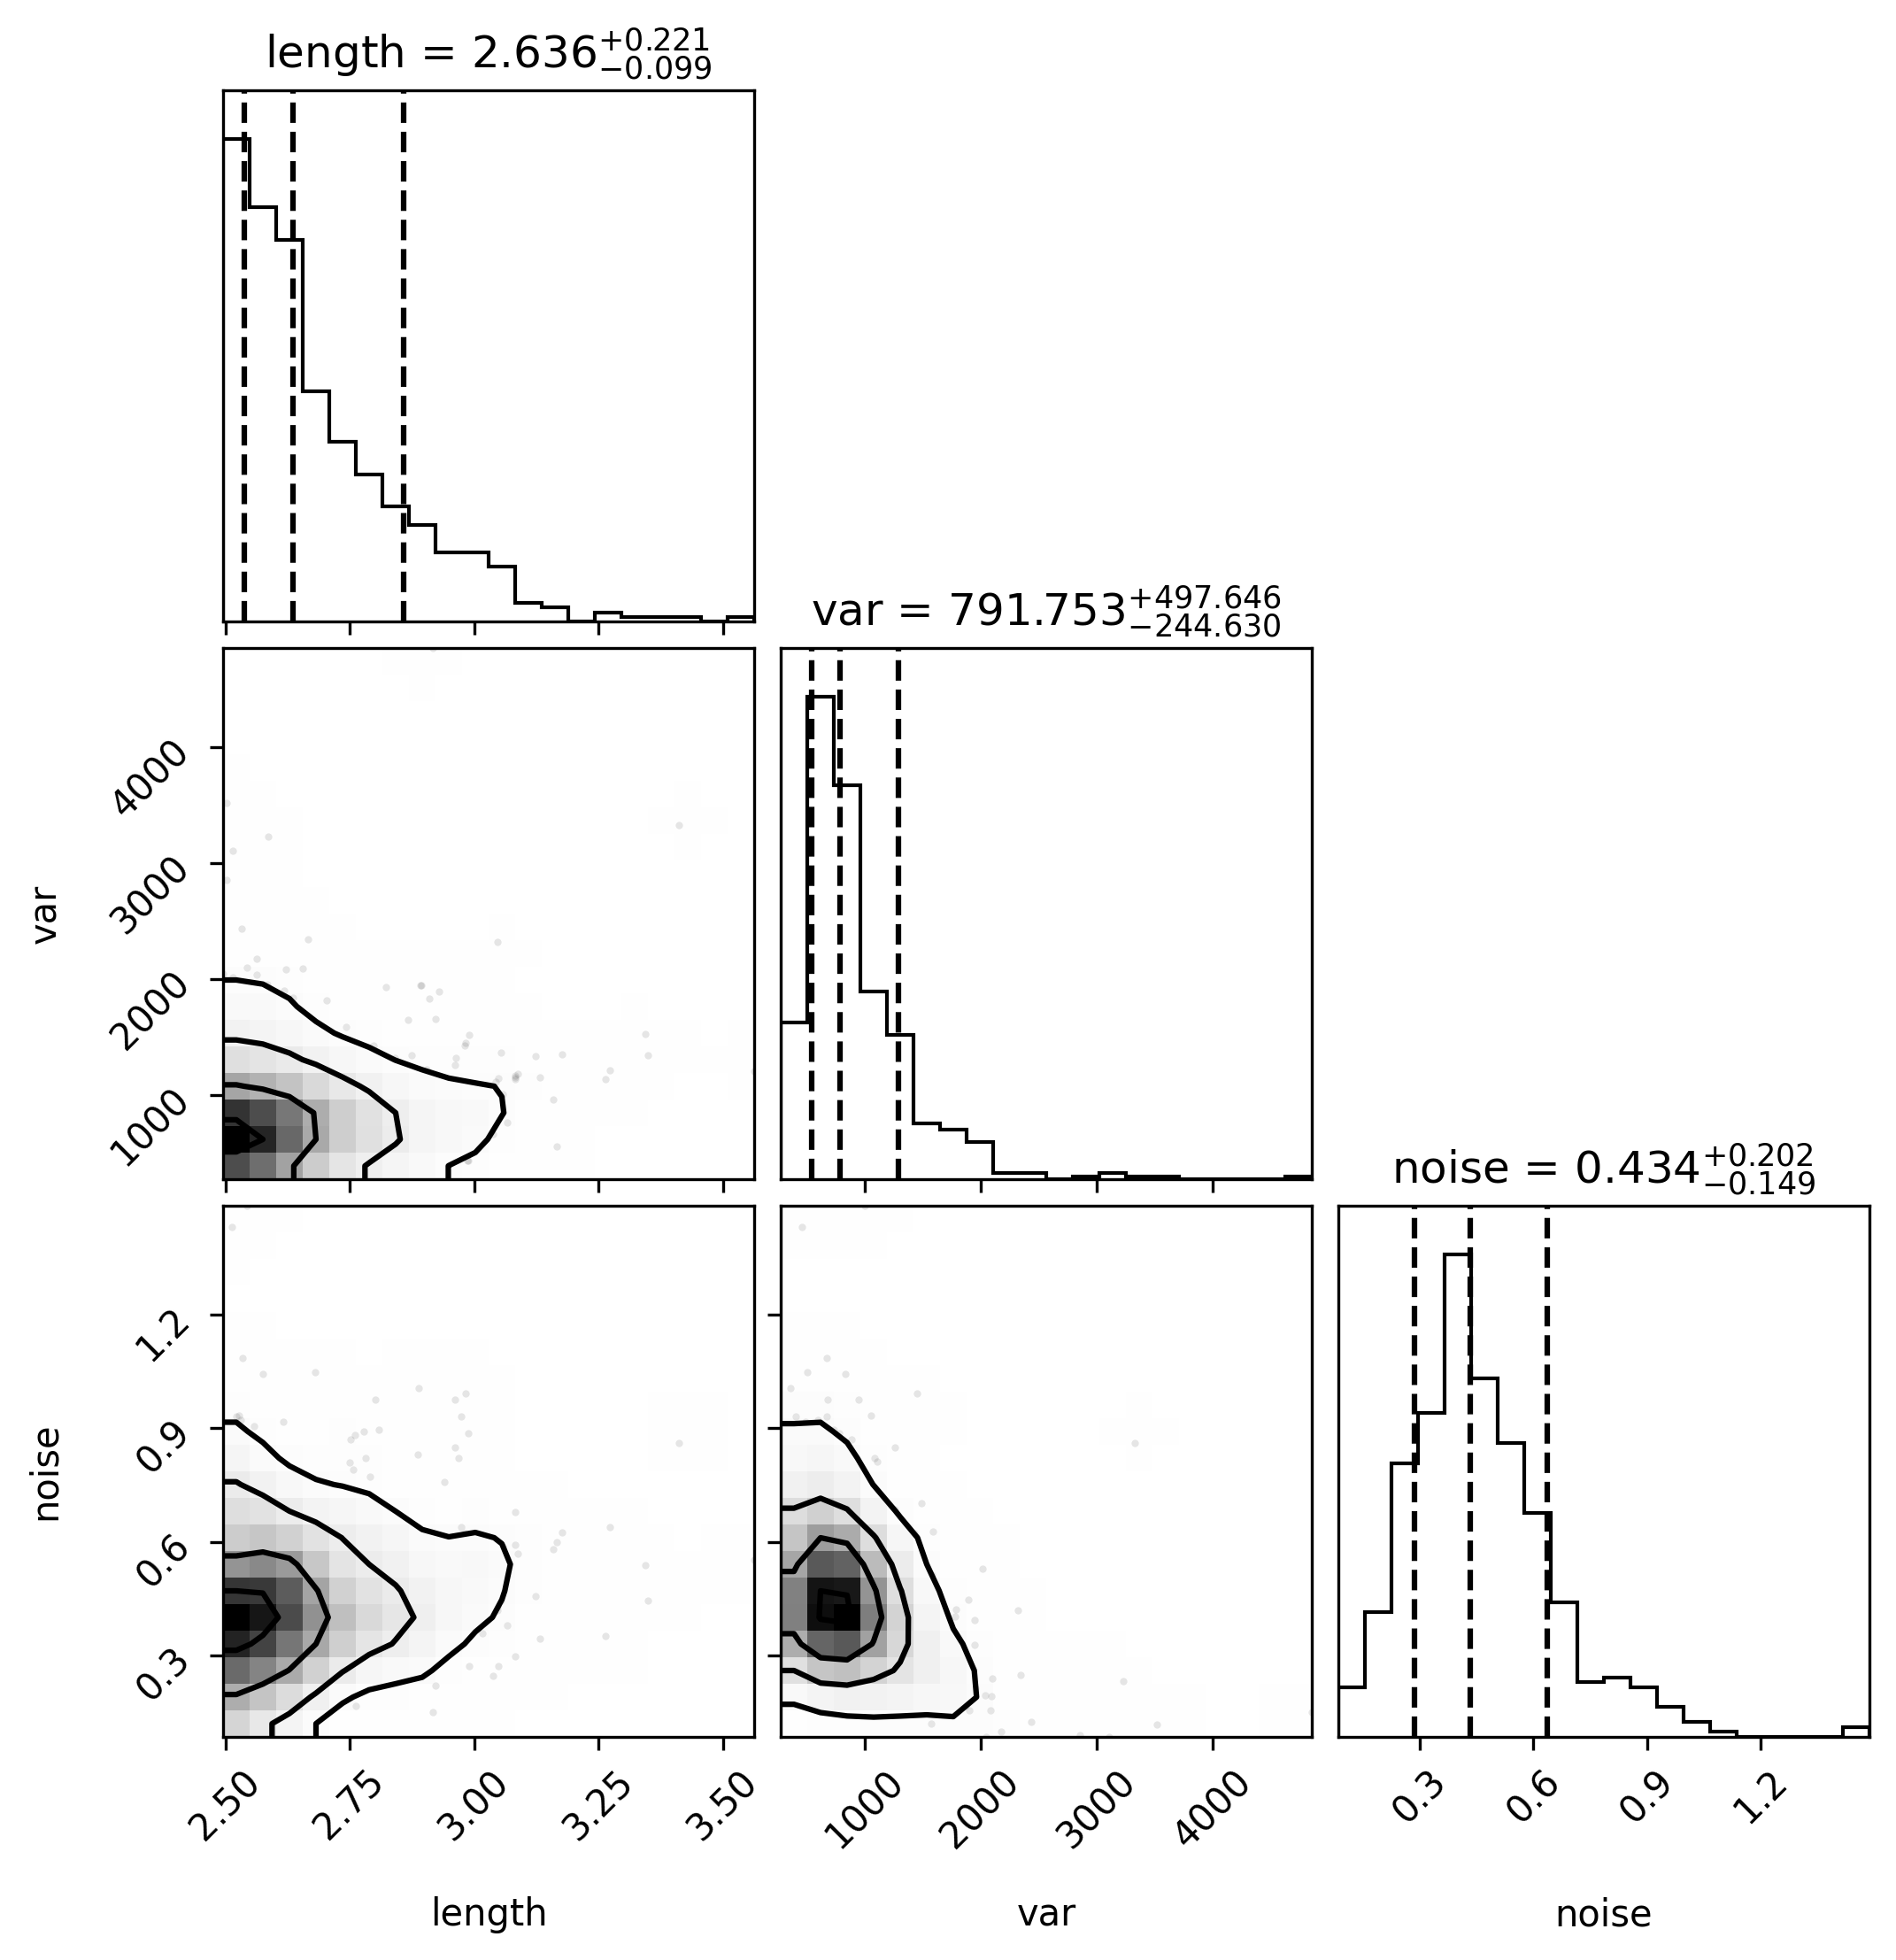 length = 2.636 +0.221 −0.099
var = 791.753 +497.646 −244.630
4000
3000
2000
1000
var
noise = 0.434 +0.202 −0.149
1.2
0.9
0.6
0.3
noise
2.50 2.75 3.00 3.25 3.50 1000 2000 3000 4000 0.3 0.6 0.9 1.2
length var noise